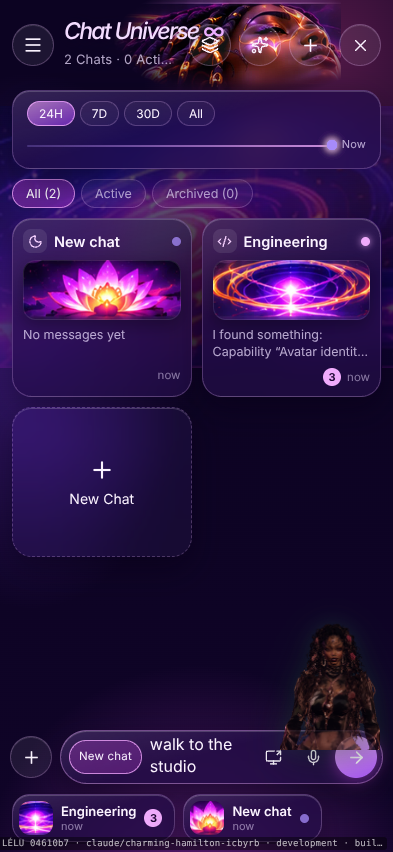 Chat Universe ∞
2 Chats · 0 Acti...
24H
7D
30D
All
Now
All (2)
Active
Archived (0)
New chat
No messages yet
now
Engineering
I found something:
Capability “Avatar identit...
3 now
New Chat
New chat
walk to the
studio
Engineering
now
3
New chat
now
LÉLU 04610b7 · claude/charming-hamilton-icbyrb · development · buil…